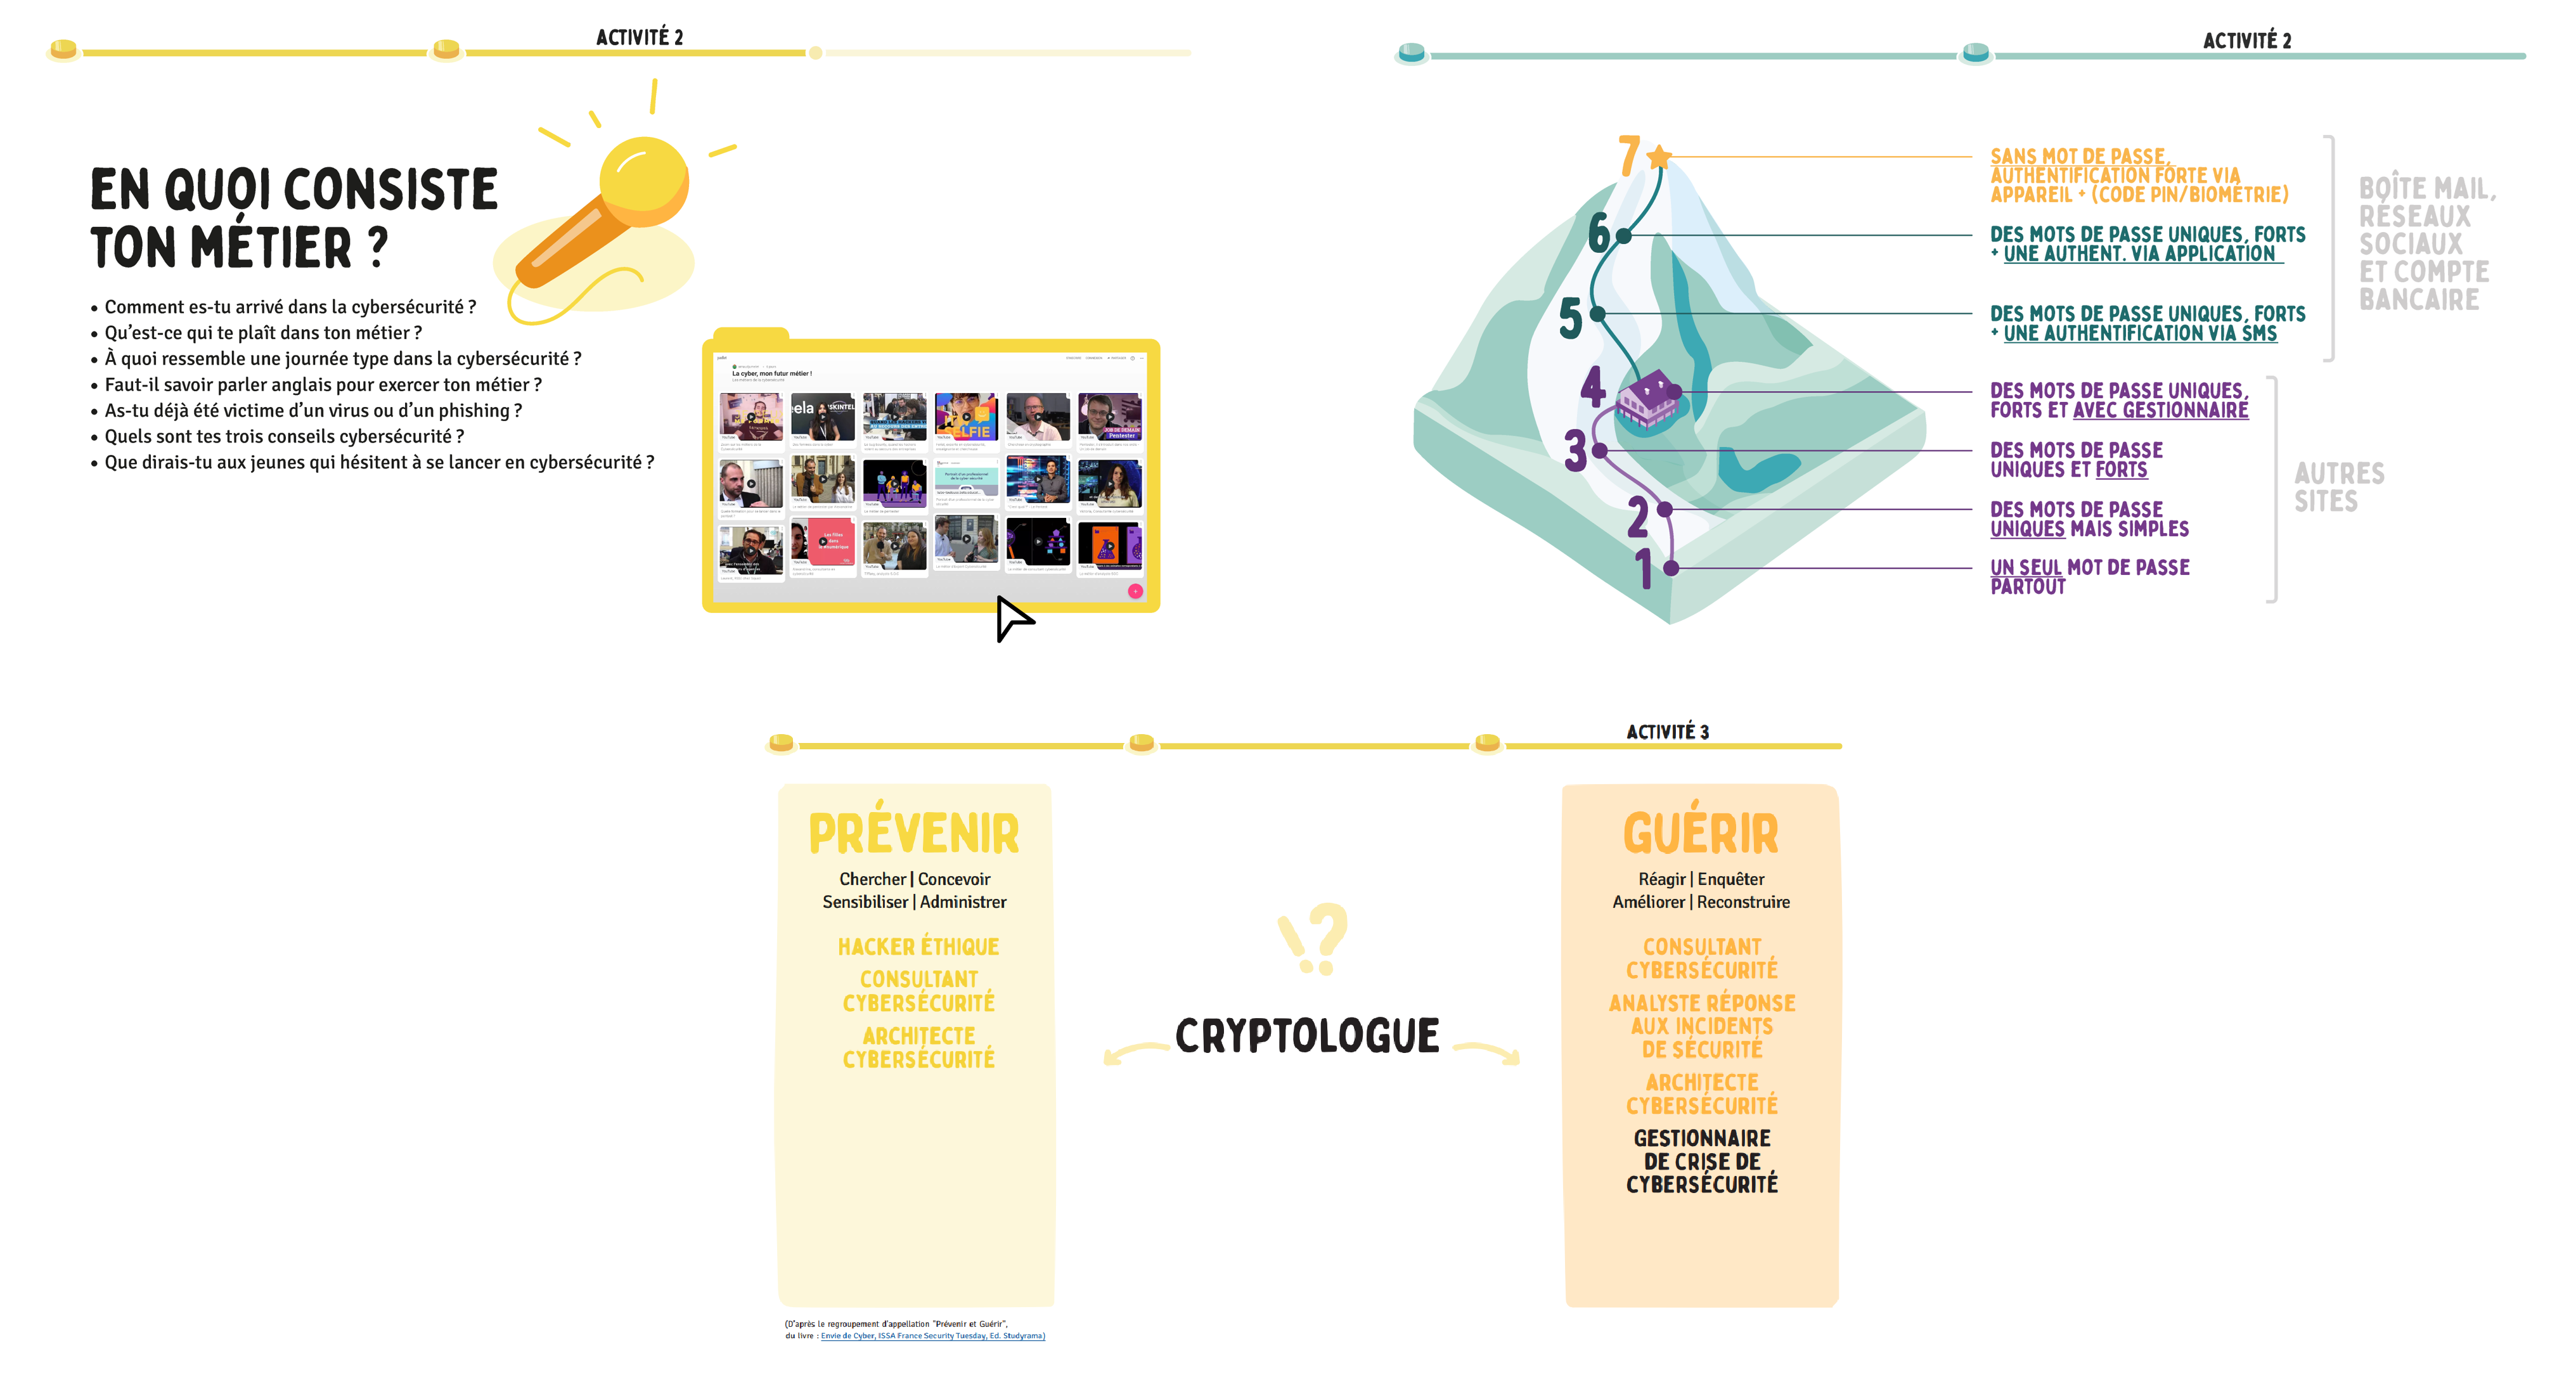 ACTIVITÉ 2
EN QUOI CONSISTE
TON MÉTIER ?
• Comment es-tu arrivé dans la cybersécurité ?
• Qu'est-ce qui te plaît dans ton métier ?
• À quoi ressemble une journée type dans la cybersécurité ?
• Faut-il savoir parler anglais pour exercer ton métier ?
• As-tu déjà été victime d'un virus ou d'un phishing ?
• Quels sont tes trois conseils cybersécurité ?
• Que dirais-tu aux jeunes qui hésitent à se lancer en cybersécurité ?
La cyber, mon futur métier !
SELFIE
ACTIVITÉ 2
7
SANS MOT DE PASSE,
AUTHENTIFICATION FORTE VIA
APPAREIL + (CODE PIN/BIOMÉTRIE)
6
DES MOTS DE PASSE UNIQUES, FORTS
+ UNE AUTHENT. VIA APPLICATION
5
DES MOTS DE PASSE UNIQUES, FORTS
+ UNE AUTHENTIFICATION VIA SMS
BOÎTE MAIL,
RÉSEAUX
SOCIAUX
ET COMPTE
BANCAIRE
4
DES MOTS DE PASSE UNIQUES,
FORTS ET AVEC GESTIONNAIRE
3
DES MOTS DE PASSE
UNIQUES ET FORTS
2
DES MOTS DE PASSE
UNIQUES MAIS SIMPLES
1
UN SEUL MOT DE PASSE
PARTOUT
AUTRES
SITES
ACTIVITÉ 3
PRÉVENIR
Chercher | Concevoir
Sensibiliser | Administrer
HACKER ÉTHIQUE
CONSULTANT
CYBERSÉCURITÉ
ARCHITECTE
CYBERSÉCURITÉ
!?
CRYPTOLOGUE
GUÉRIR
Réagir | Enquêter
Améliorer | Reconstruire
CONSULTANT
CYBERSÉCURITÉ
ANALYSTE RÉPONSE
AUX INCIDENTS
DE SÉCURITÉ
ARCHITECTE
CYBERSÉCURITÉ
GESTIONNAIRE
DE CRISE DE
CYBERSÉCURITÉ
(D'après le regroupement d'appellation "Prévenir et Guérir",
du livre : Envie de Cyber, ISSA France Security Tuesday, Ed. Studyrama)